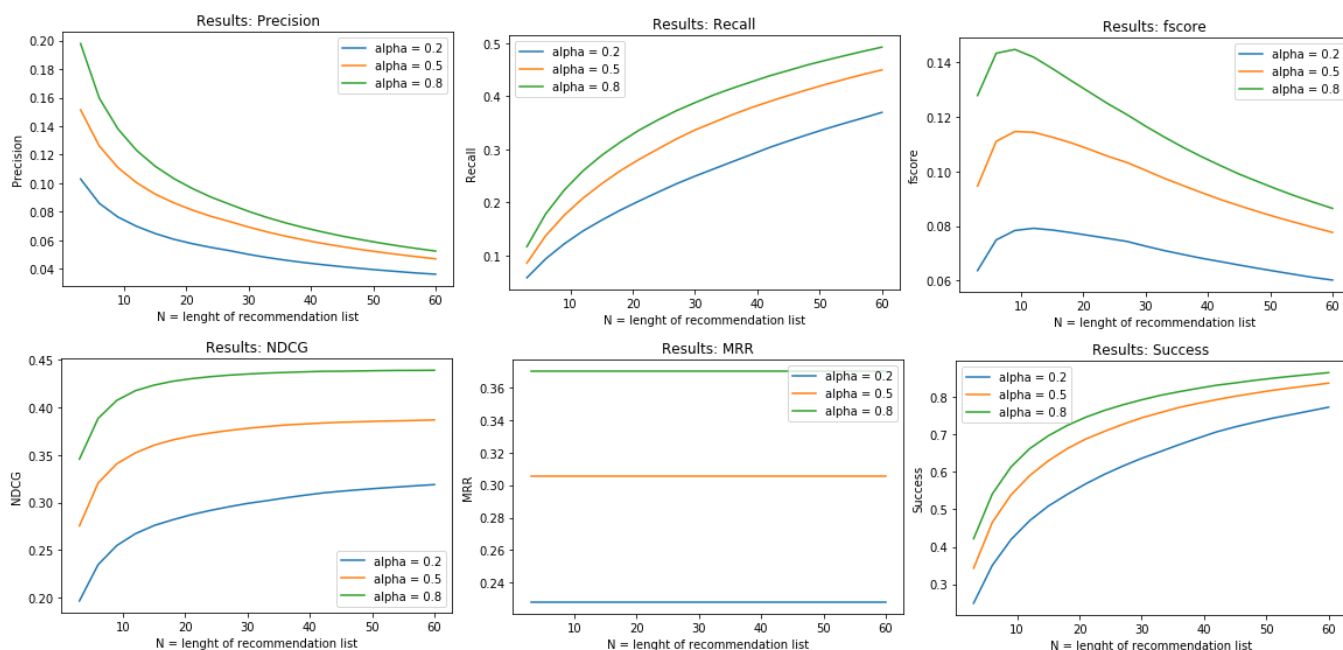 Results: Precision
0.20
0.18
0.16
0.14
0.12
0.10
0.08
0.06
0.04
Precision
alpha = 0.2
alpha = 0.5
alpha = 0.8
10 20 30 40 50 60
N = lenght of recommendation list
Results: Recall
0.5
0.4
0.3
0.2
0.1
Recall
alpha = 0.2
alpha = 0.5
alpha = 0.8
10 20 30 40 50 60
N = lenght of recommendation list
Results: fscore
0.14
0.12
0.10
0.08
0.06
fscore
alpha = 0.2
alpha = 0.5
alpha = 0.8
10 20 30 40 50 60
N = lenght of recommendation list
Results: NDCG
0.45
0.40
0.35
0.30
0.25
0.20
NDCG
alpha = 0.2
alpha = 0.5
alpha = 0.8
10 20 30 40 50 60
N = lenght of recommendation list
Results: MRR
0.36
0.34
0.32
0.30
0.28
0.26
0.24
MRR
alpha = 0.2
alpha = 0.5
alpha = 0.8
10 20 30 40 50 60
N = lenght of recommendation list
Results: Success
0.8
0.7
0.6
0.5
0.4
0.3
Success
alpha = 0.2
alpha = 0.5
alpha = 0.8
10 20 30 40 50 60
N = lenght of recommendation list